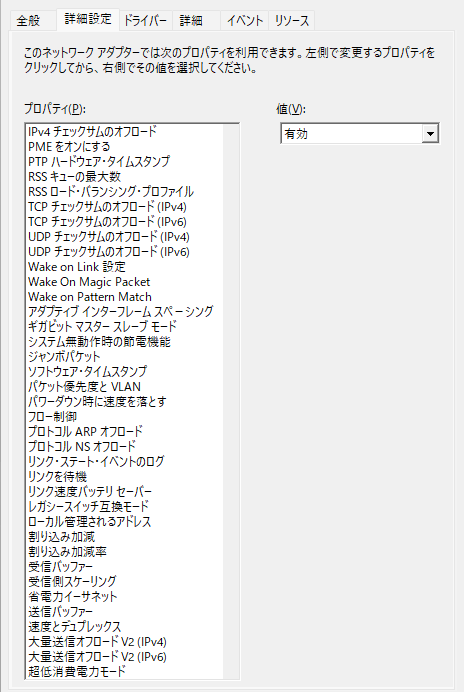 全般 詳細設定 ドライバー 詳細 イベント リソース
このネットワーク アダプターでは次のプロパティを利用できます。左側で変更するプロパティを
クリックしてから、右側でその値を選択してください。
プロパティ(P): 値(V):
有効
IPv4 チェックサムのオフロード
PME をオンにする
PTP ハードウェア・タイムスタンプ
RSS キューの最大数
RSS ロード・バランシング・プロファイル
TCP チェックサムのオフロード (IPv4)
TCP チェックサムのオフロード (IPv6)
UDP チェックサムのオフロード (IPv4)
UDP チェックサムのオフロード (IPv6)
Wake on Link 設定
Wake On Magic Packet
Wake on Pattern Match
アダプティブ インターフレーム スペーシング
ギガビット マスター スレーブ モード
システム無動作時の節電機能
ジャンボパケット
ソフトウェア・タイムスタンプ
パケット優先度と VLAN
パワーダウン時に速度を落とす
フロー制御
プロトコル ARP オフロード
プロトコル NS オフロード
リンク・ステート・イベントのログ
リンクを待機
リンク速度バッテリ セーバー
レガシースイッチ互換モード
ローカル管理されるアドレス
割り込み加減
割り込み加減率
受信バッファー
受信側スケーリング
省電力イーサネット
送信バッファー
速度とデュプレックス
大量送信オフロード V2 (IPv4)
大量送信オフロード V2 (IPv6)
超低消費電力モード